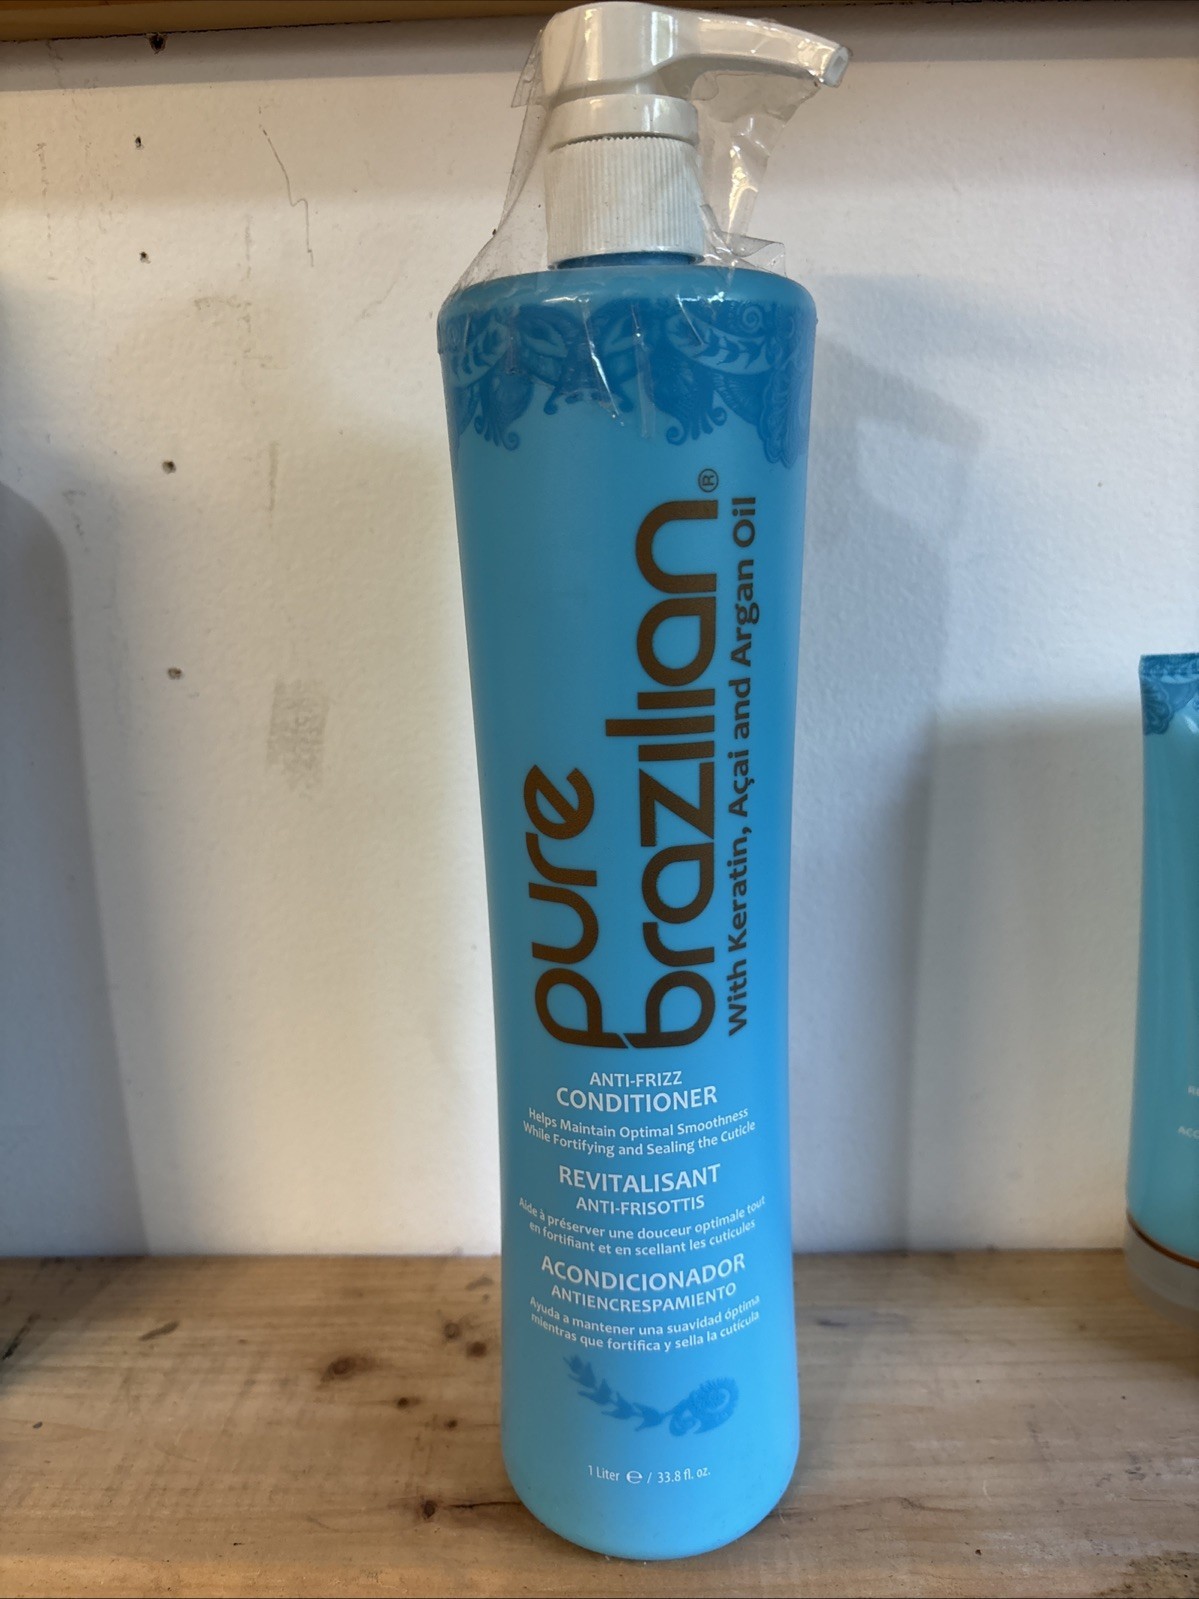 pure
brazilian®
With Keratin, Açai and Argan Oil
ANTI-FRIZZ
CONDITIONER
Helps Maintain Optimal Smoothness
While Fortifying and Sealing the Cuticle
REVITALISANT
ANTI-FRISOTTIS
Aide à préserver une douceur optimale tout
en fortifiant et en scellant les cuticules
ACONDICIONADOR
ANTIENCRESPAMIENTO
Ayuda a mantener una suavidad óptima
mientras que fortifica y sella la cutícula
1 Liter ℮ / 33.8 fl. oz.